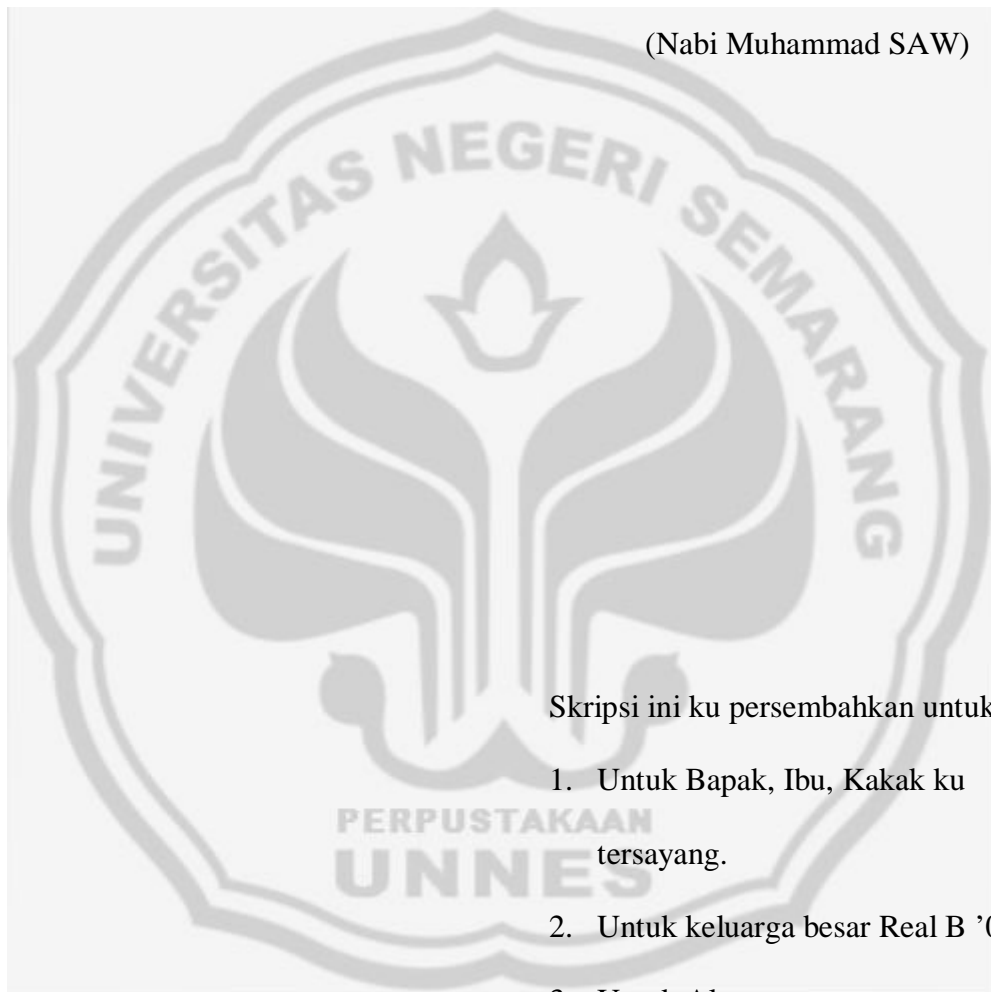 (Nabi Muhammad SAW)
UNIVERSITAS NEGERI SEMARANG
Skripsi ini ku persembahkan untuk
1. Untuk Bapak, Ibu, Kakak ku
PERPUSTAKAAN
tersayang.
UNNES
2. Untuk keluarga besar Real B